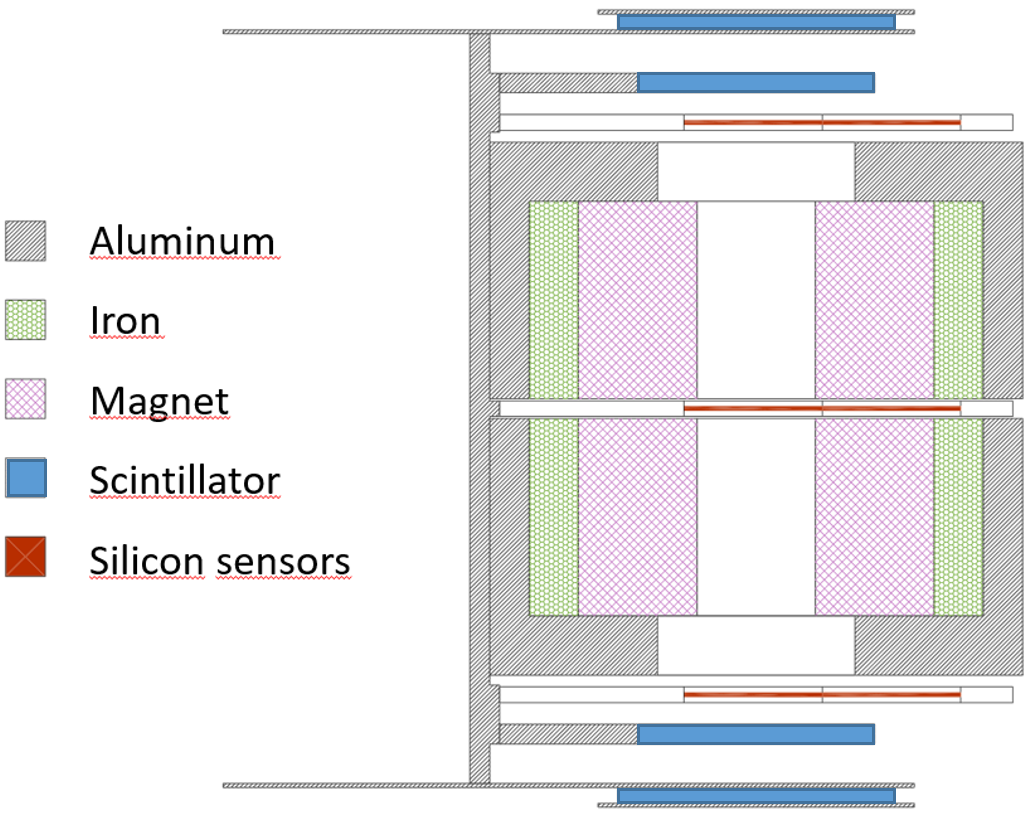 Aluminum
Iron
Magnet
Scintillator
Silicon sensors